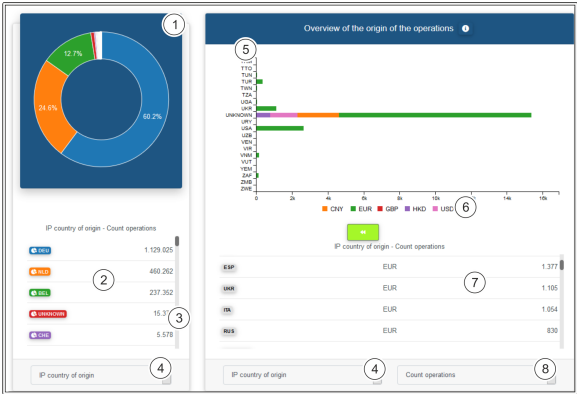 1
12.7%
24.6%
60.2%
IP country of origin - Count operations
DEU 1.129.025
NLD 460.262
2
BEL 237.352
UNKNOWN
3
CHE 5.578
IP country of origin
4
Overview of the origin of the operations
5
TTO
TUN
TUR
TWN
TZA
UGA
UKR
UNKNOWN
URY
USA
UZB
VEN
VIR
VNM
VUT
YEM
ZAF
ZMB
ZWE
0 2k 4k 6k 8k 10k 12k 14k 16k
CNY EUR GBP HKD USD
6
IP country of origin - Count operations
ESP EUR 1.377
7
UKR EUR 1.105
ITA EUR 1.054
RUS EUR 830
IP country of origin
4
Count operations
8